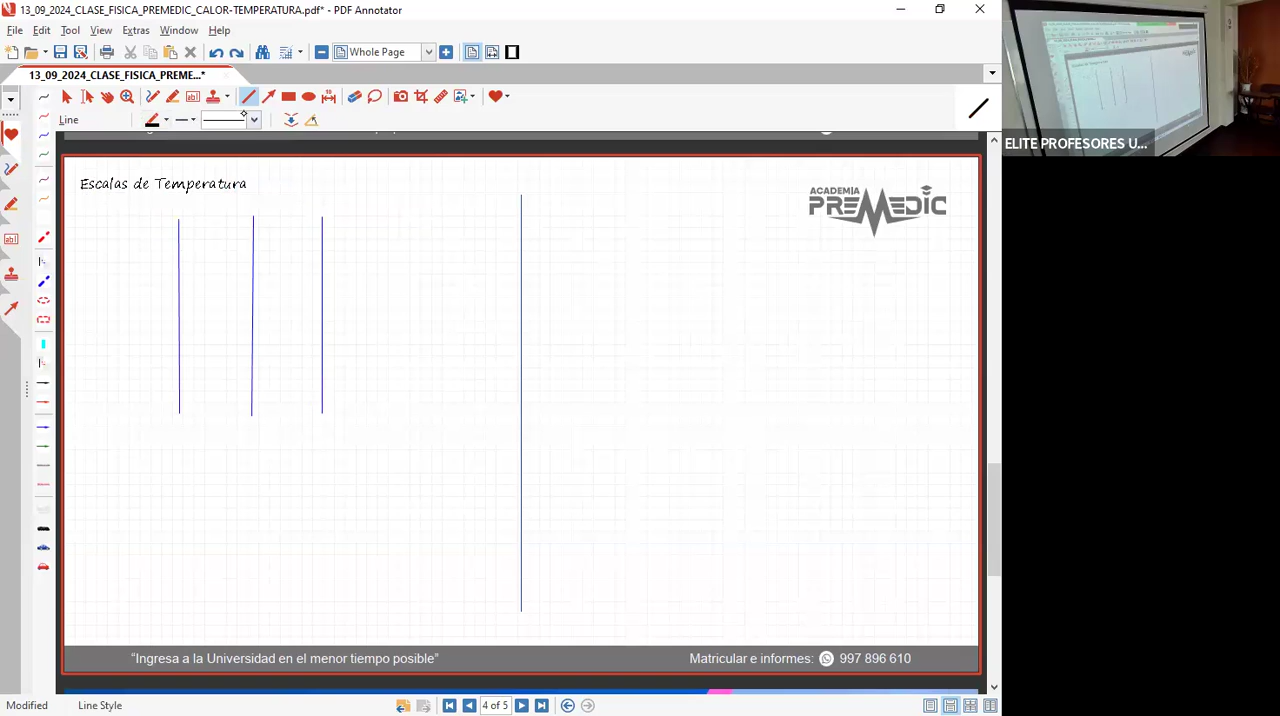 13_09_2024_CLASE_FISICA_PREMEDIC_CALOR-TEMPERATURA.pdf* - PDF Annotator
File Edit Tool View Extras Window Help
Whole Page
13_09_2024_CLASE_FISICA_PREME...*
Line
Escalas de Temperatura
ACADEMIA
PREMEDIC
ELITE PROFESORES U...
“Ingresa a la Universidad en el menor tiempo posible”
Matricular e informes: 997 896 610
Modified
Line Style
4 of 5